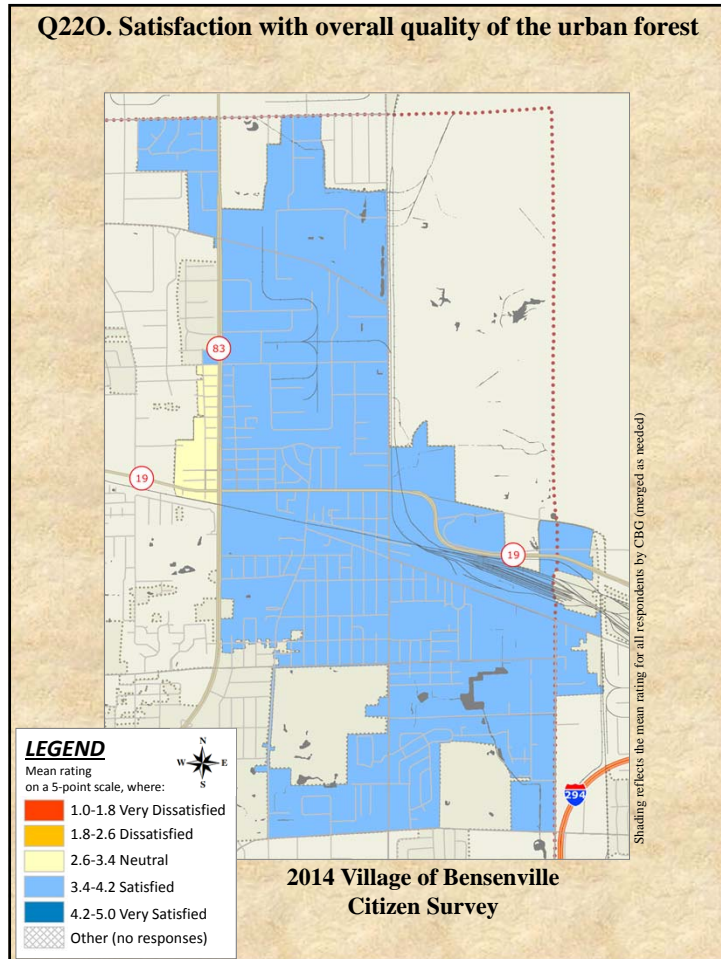 Q22O. Satisfaction with overall quality of the urban forest
83
19
19
294
Shading reflects the mean rating for all respondents by CBG (merged as needed)
LEGEND
Mean rating
on a 5-point scale, where:
N
W E
S
1.0-1.8 Very Dissatisfied
1.8-2.6 Dissatisfied
2.6-3.4 Neutral
3.4-4.2 Satisfied
4.2-5.0 Very Satisfied
Other (no responses)
2014 Village of Bensenville
Citizen Survey